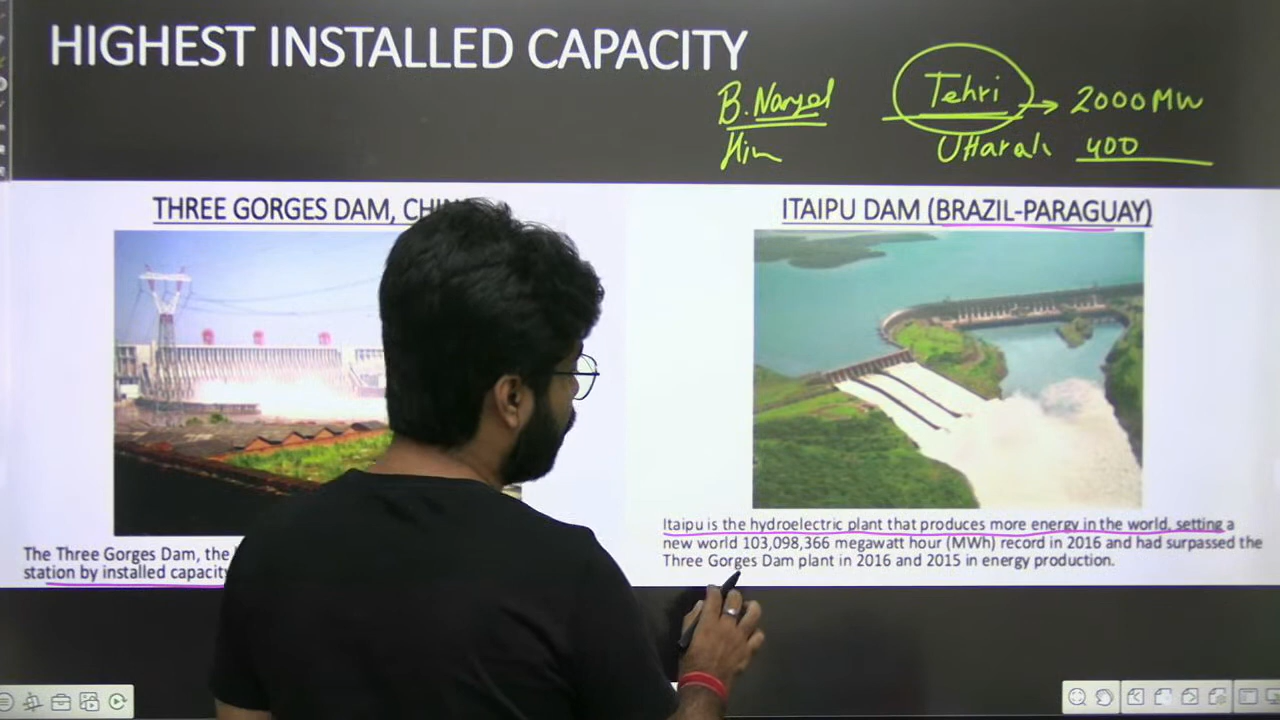 HIGHEST INSTALLED CAPACITY
B. Nangal
Him
Tehri → 2000 MW
Uttarak 400
THREE GORGES DAM, CHI
The Three Gorges Dam, the
station by installed capacity
ITAIPU DAM (BRAZIL-PARAGUAY)
Itaipu is the hydroelectric plant that produces more energy in the world, setting a
new world 103,098,366 megawatt hour (MWh) record in 2016 and had surpassed the
Three Gorges Dam plant in 2016 and 2015 in energy production.